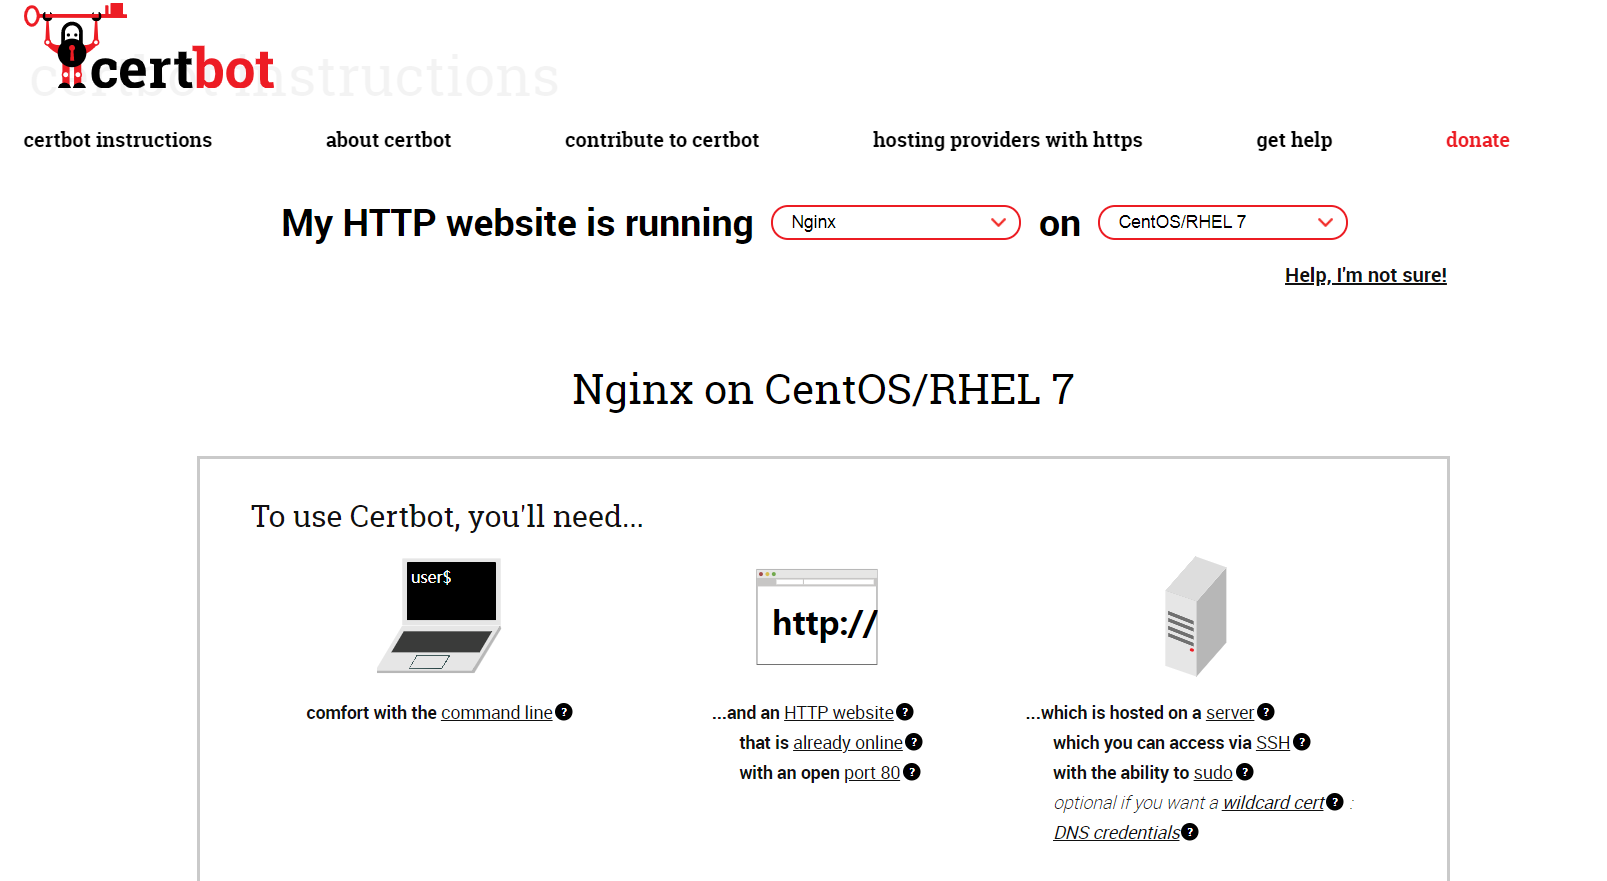 certbot instructions
certbot
certbot instructions about certbot contribute to certbot hosting providers with https get help donate
My HTTP website is running Nginx on CentOS/RHEL 7
Help, I'm not sure!
Nginx on CentOS/RHEL 7
To use Certbot, you'll need...
user$
http://
comfort with the command line ?
...and an HTTP website ?
that is already online ?
with an open port 80 ?
...which is hosted on a server ?
which you can access via SSH ?
with the ability to sudo ?
optional if you want a wildcard cert ? :
DNS credentials ?